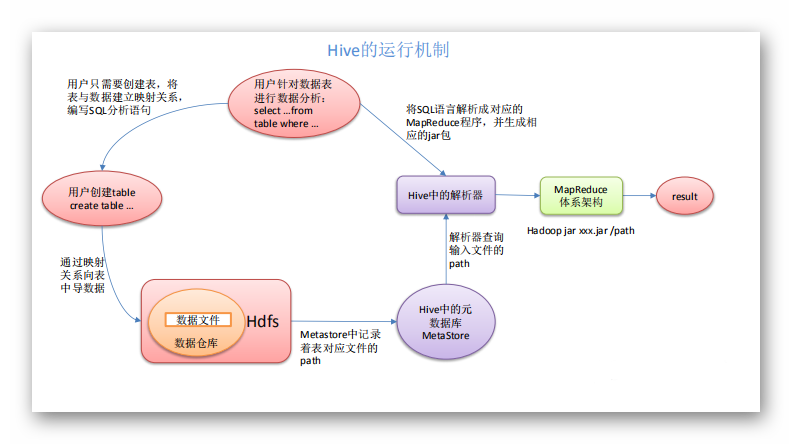 Hive的运行机制
用户只需要创建表，将
表与数据建立映射关系，
编写SQL分析语句
用户针对数据表
进行数据分析：
select ...from
table where ...
将SQL语言解析成对应的
MapReduce程序，并生成相
应的jar包
用户创建table
create table ...
Hive中的解析器
MapReduce
体系架构
result
Hadoop jar xxx.jar /path
通过映射
关系向表
中导数据
解析器查询
输入文件的
path
数据文件
数据仓库
Hdfs
Metastore中记录
着表对应文件的
path
Hive中的元
数据库
MetaStore